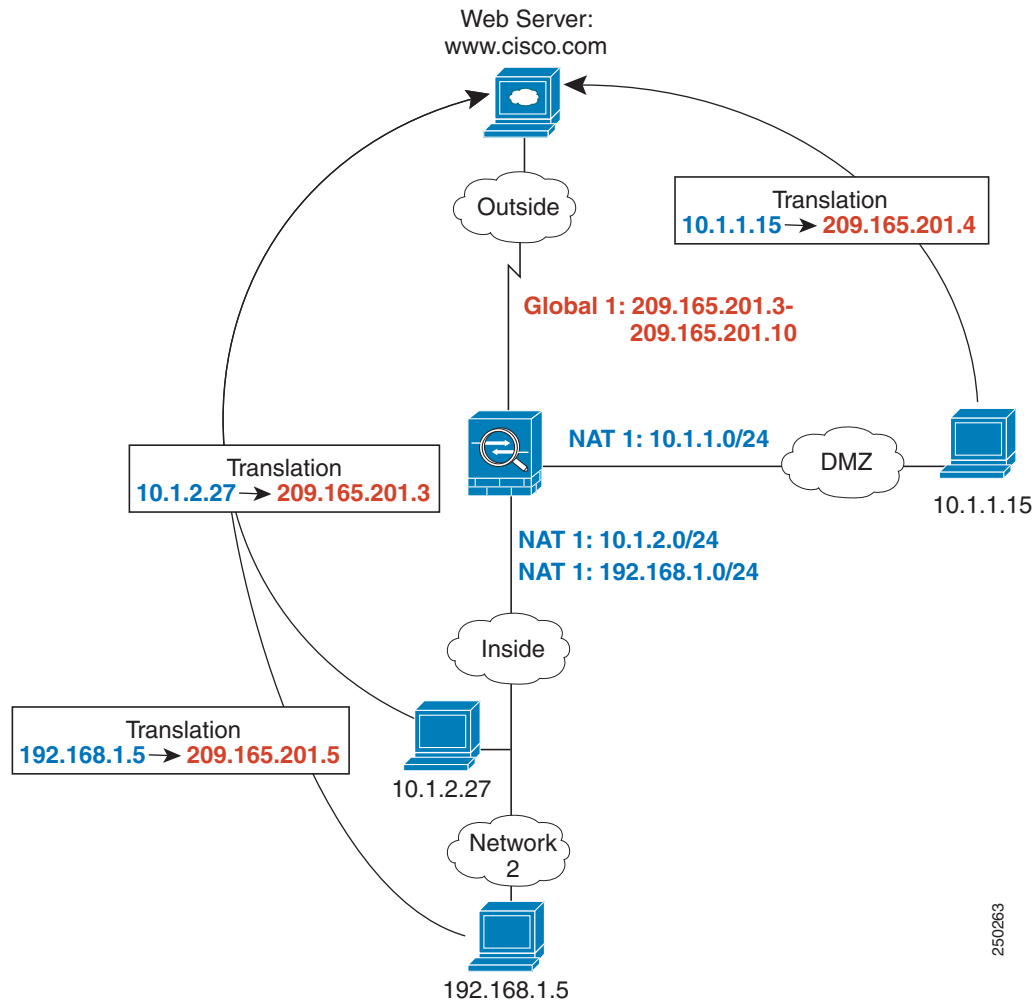 Web Server:
www.cisco.com
Outside
Translation
10.1.1.15 → 209.165.201.4
Global 1: 209.165.201.3-
209.165.201.10
NAT 1: 10.1.1.0/24
DMZ
10.1.1.15
Translation
10.1.2.27 → 209.165.201.3
NAT 1: 10.1.2.0/24
NAT 1: 192.168.1.0/24
Inside
Translation
192.168.1.5 → 209.165.201.5
10.1.2.27
Network
2
192.168.1.5
250263